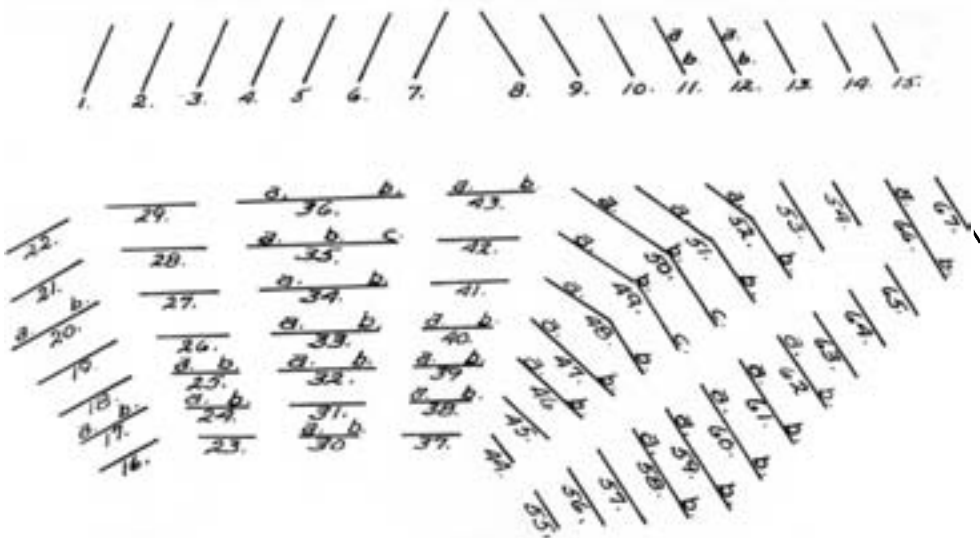 1. 2. 3. 4. 5. 6. 7. 8. 9. 10. a. b. 11. a. b. 12. 13. 14. 15.
22.
21.
a b. 20.
19.
18.
a b. 17.
16.
29.
28.
27.
26.
a. b. 25.
a. b. 24.
23.
a. b. 36.
a. b. c. 35.
a. b. 34.
a. b. 33.
a. b. 32.
31.
a. b. 30
a. b. 43.
42.
41.
a. b. 40.
a. b. 39
a. b. 38.
37.
a. b. c. 50.
a. b. c. 49.
a. b. 48.
a. b. 47.
a. b. 46
45.
44.
a. b. 51.
a. b. 52.
53.
54.
a. b. 66.
67.
65.
64.
63.
a. b. 62
a. b. 61.
a. b. 60.
a. b. 59.
a. b. 58.
57.
56.
55.